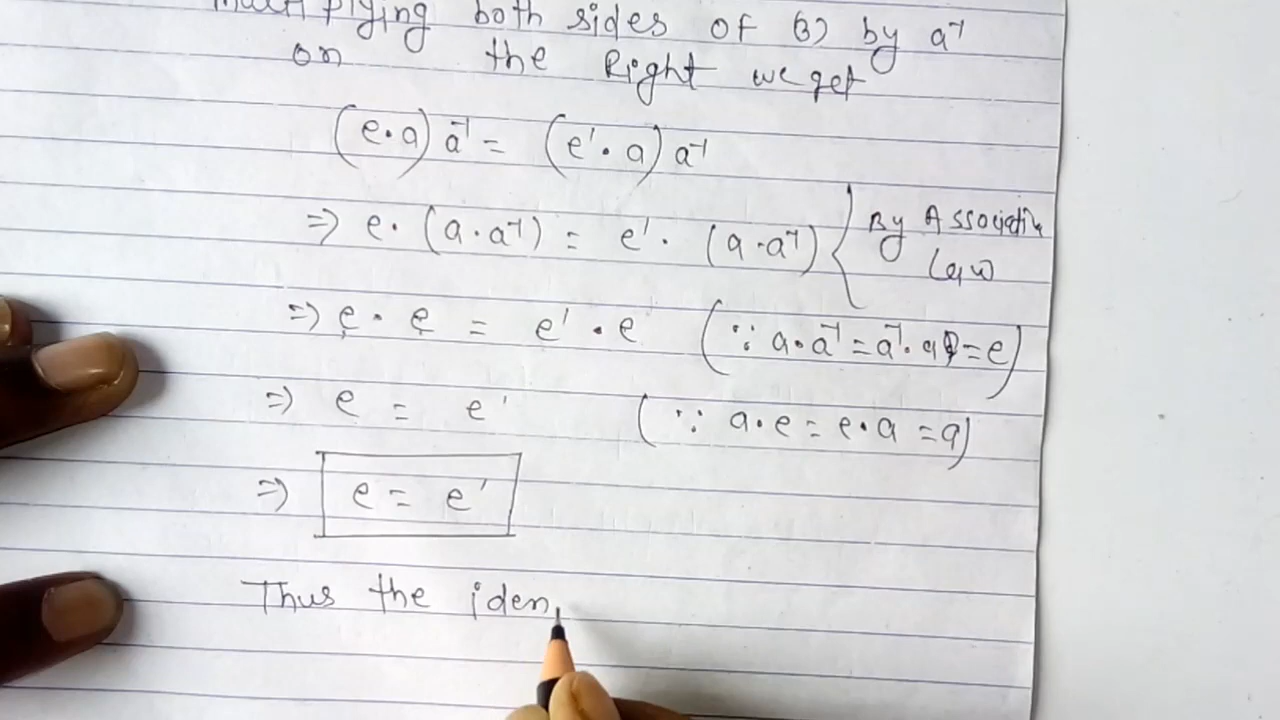 Multiplying both sides of (3) by a⁻¹
on the Right we get
(e·a) a⁻¹ = (e'·a) a⁻¹
⇒ e·(a·a⁻¹) = e'·(a·a⁻¹) { By Associative Law
⇒ e·e = e'·e (∵ a·a⁻¹ = a⁻¹·a = e)
⇒ e = e' (∵ a·e = e·a = a)
⇒ e = e'
Thus the iden